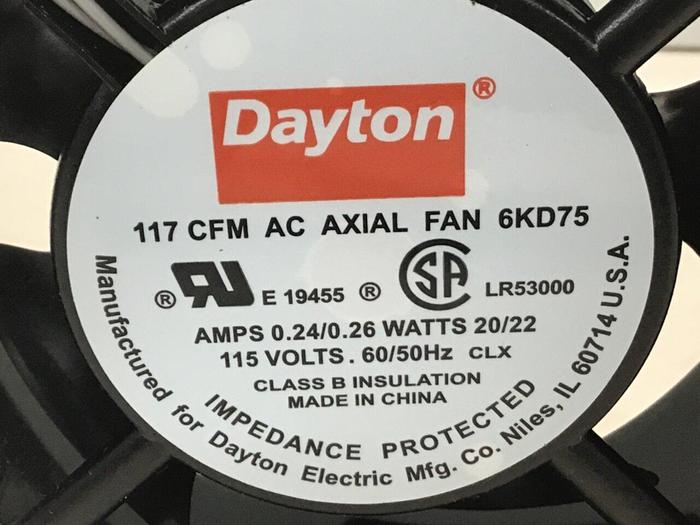 Dayton ®
117 CFM AC AXIAL FAN 6KD75
® RU E 19455 ® SA LR53000
AMPS 0.24/0.26 WATTS 20/22
115 VOLTS. 60/50Hz CLX
CLASS B INSULATION
MADE IN CHINA
IMPEDANCE PROTECTED
Manufactured for Dayton Electric Mfg. Co. Niles, IL 60714 U.S.A.